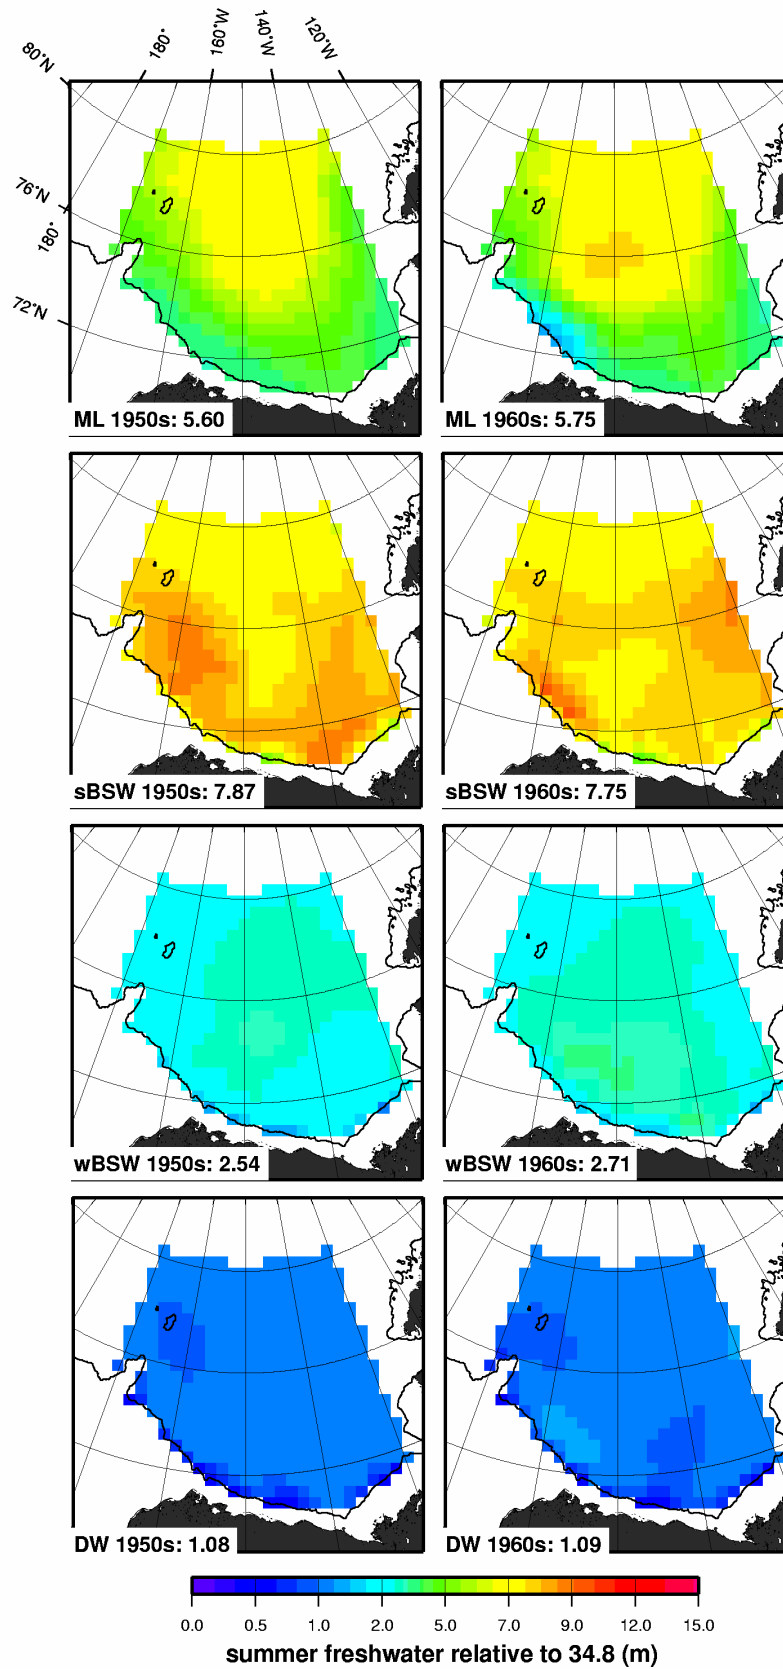 180° 160°W 140°W 120°W
80°N
76°N
180°
72°N
ML 1950s: 5.60 ML 1960s: 5.75
sBSW 1950s: 7.87 sBSW 1960s: 7.75
wBSW 1950s: 2.54 wBSW 1960s: 2.71
DW 1950s: 1.08 DW 1960s: 1.09
0.0 0.5 1.0 2.0 5.0 7.0 9.0 12.0 15.0
summer freshwater relative to 34.8 (m)